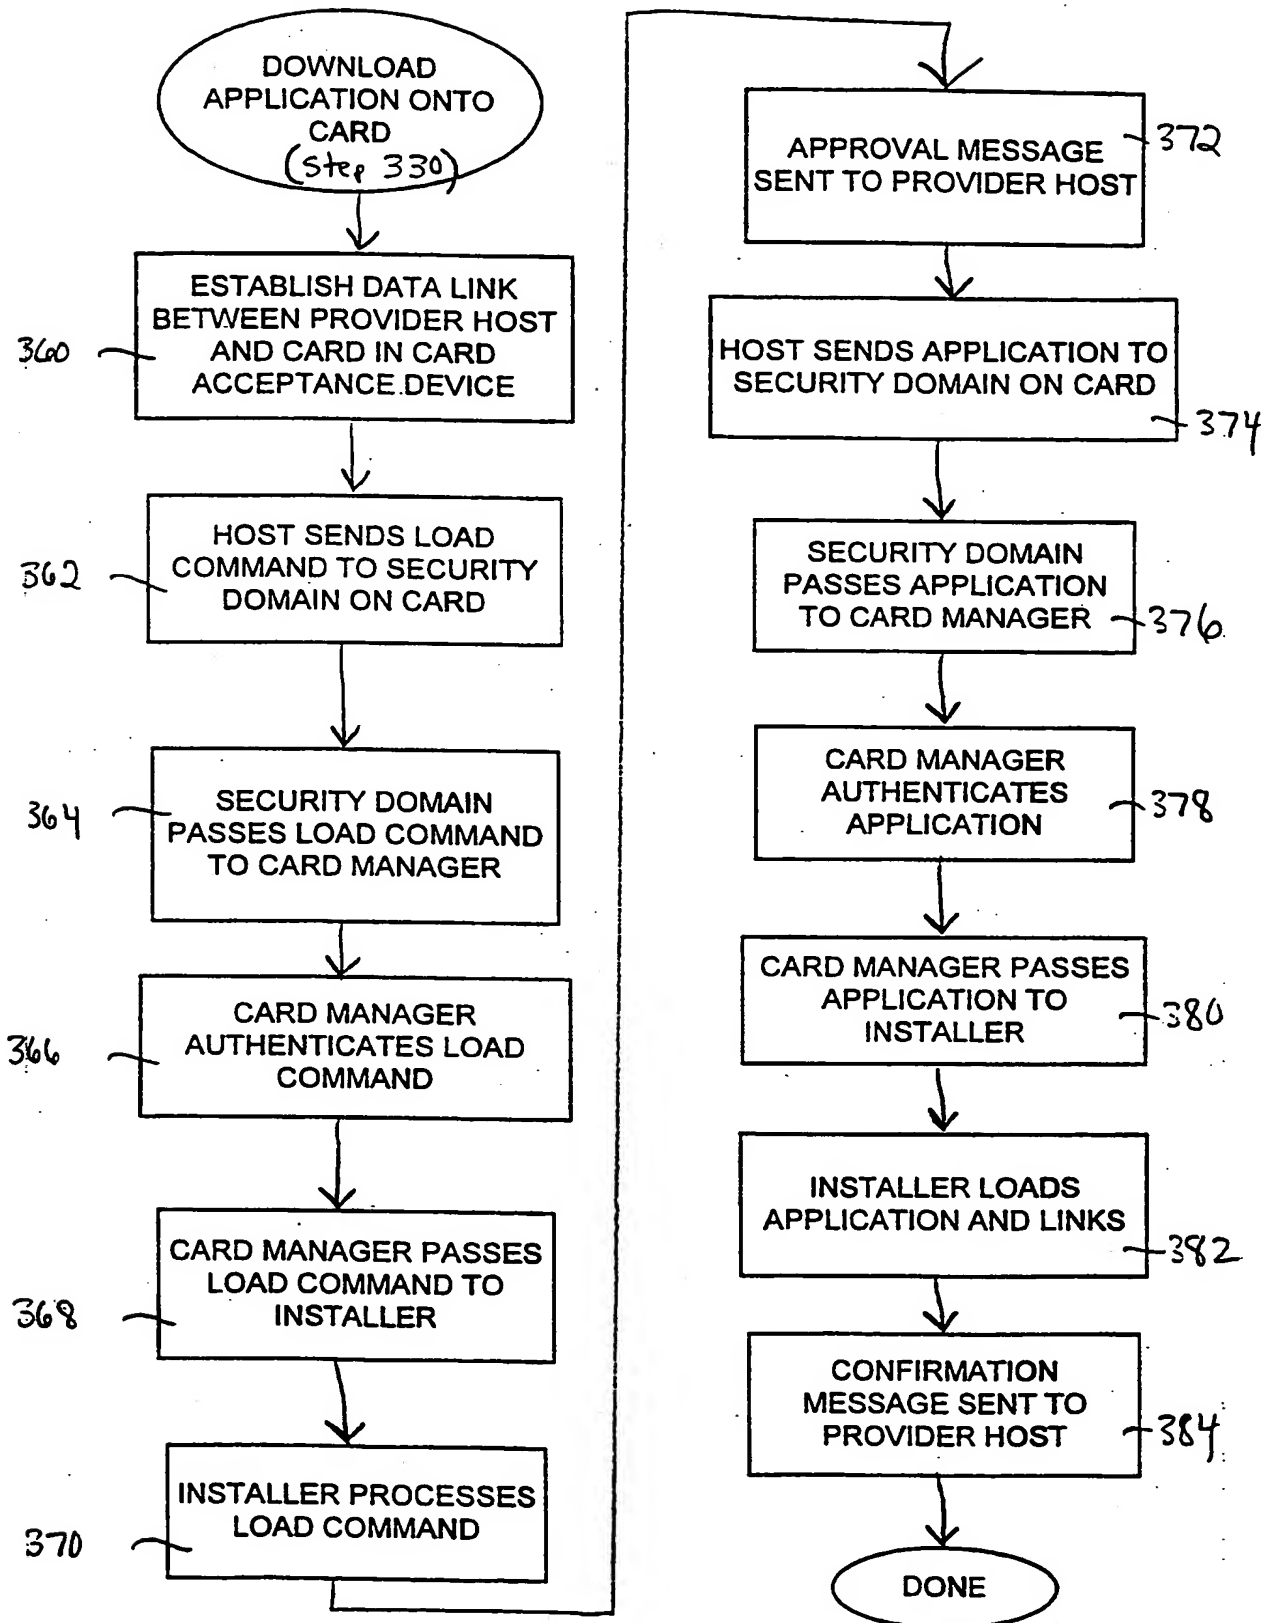 DOWNLOAD
APPLICATION ONTO
CARD
(Step 330)
360
ESTABLISH DATA LINK
BETWEEN PROVIDER HOST
AND CARD IN CARD
ACCEPTANCE DEVICE
362
HOST SENDS LOAD
COMMAND TO SECURITY
DOMAIN ON CARD
364
SECURITY DOMAIN
PASSES LOAD COMMAND
TO CARD MANAGER
366
CARD MANAGER
AUTHENTICATES LOAD
COMMAND
368
CARD MANAGER PASSES
LOAD COMMAND TO
INSTALLER
370
INSTALLER PROCESSES
LOAD COMMAND
372
APPROVAL MESSAGE
SENT TO PROVIDER HOST
HOST SENDS APPLICATION TO
SECURITY DOMAIN ON CARD
374
SECURITY DOMAIN
PASSES APPLICATION
TO CARD MANAGER
376
CARD MANAGER
AUTHENTICATES
APPLICATION
378
CARD MANAGER PASSES
APPLICATION TO
INSTALLER
380
INSTALLER LOADS
APPLICATION AND LINKS
382
CONFIRMATION
MESSAGE SENT TO
PROVIDER HOST
384
DONE